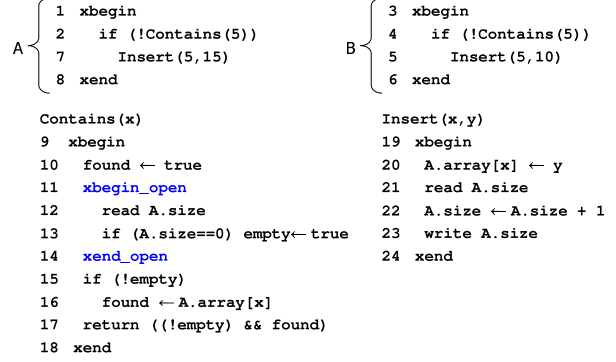 A
1 xbegin
2 if (!Contains(5))
7 Insert(5,15)
8 xend
B
3 xbegin
4 if (!Contains(5))
5 Insert(5,10)
6 xend
Contains(x)
9 xbegin
10 found ← true
11 xbegin_open
12 read A.size
13 if (A.size==0) empty← true
14 xend_open
15 if (!empty)
16 found ← A.array[x]
17 return ((!empty) && found)
18 xend
Insert(x,y)
19 xbegin
20 A.array[x] ← y
21 read A.size
22 A.size ← A.size + 1
23 write A.size
24 xend